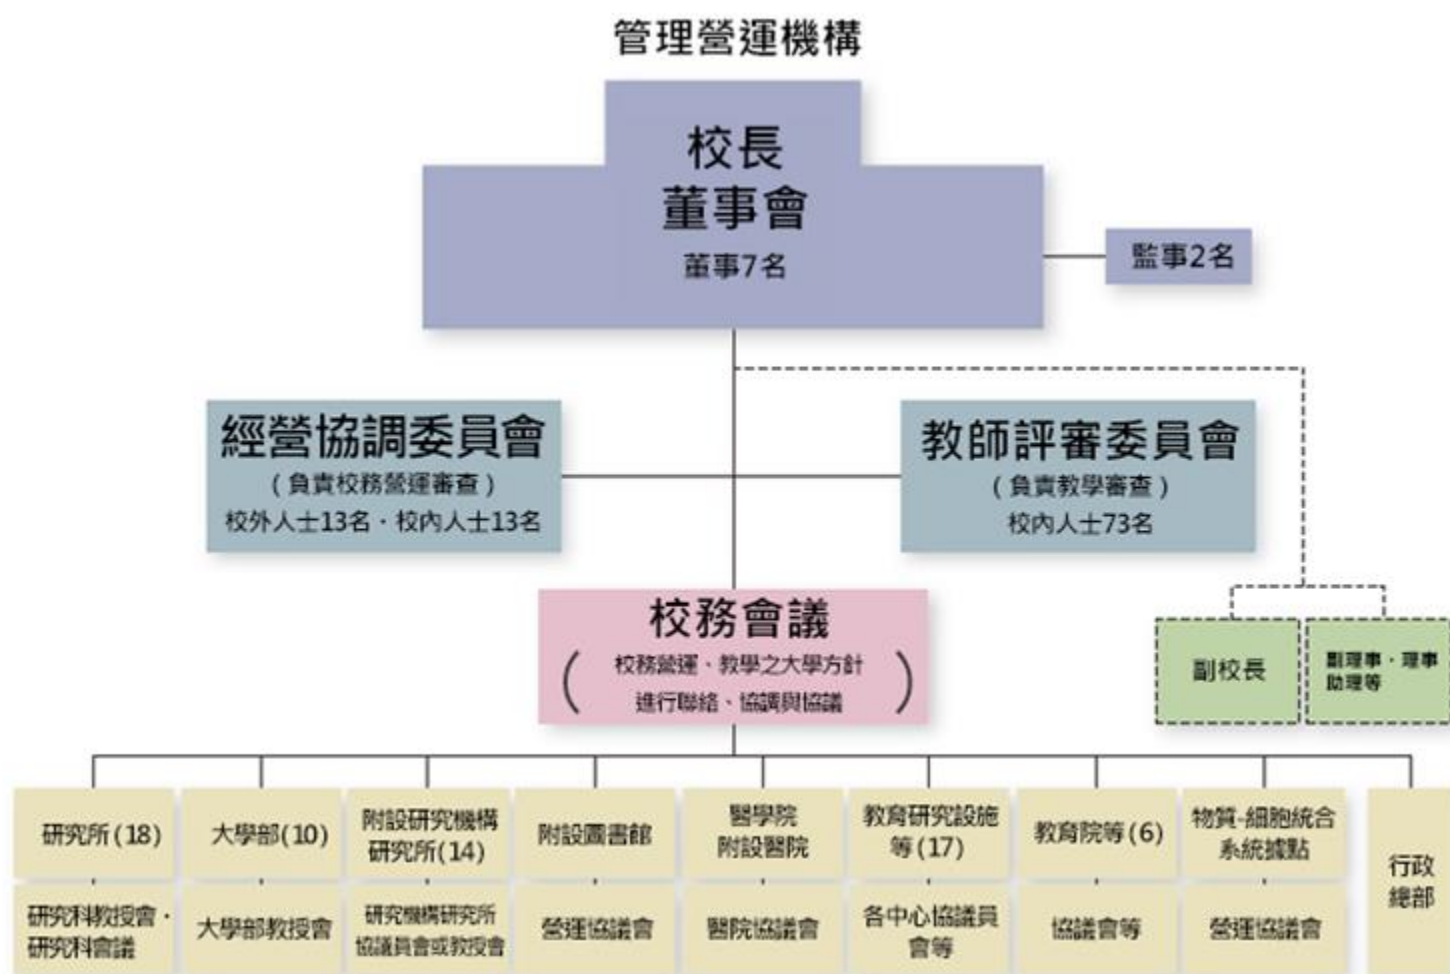 管理營運機構
校長
董事會
董事7名
監事2名
經營協調委員會
(負責校務營運審查)
校外人士13名・校內人士13名
教師評審委員會
(負責教學審查)
校內人士73名
校務會議
校務營運、教學之大學方針
進行聯絡、協調與協議
副校長
副理事・理事
助理等
研究所(18)
大學部(10)
附設研究機構
研究所(14)
附設圖書館
醫學院
附設醫院
教育研究設施
等(17)
教育院等(6)
物質-細胞統合
系統據點
行政
總部
研究科教授會・
研究科會議
大學部教授會
研究機構研究所
協議員會或教授會
營運協議會
醫院協議會
各中心協議員
會等
協議會等
營運協議會